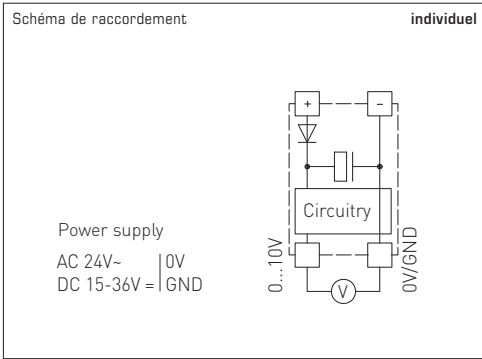 Schéma de raccordement individuel
+ -
Circuitry
Power supply
AC 24V~ 0V
DC 15-36V = GND
0...10V
0V/GND
V